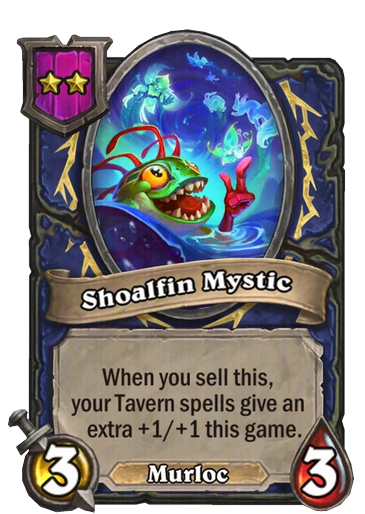 Shoalfin Mystic
When you sell this,
your Tavern spells give an
extra +1/+1 this game.
3
Murloc
3